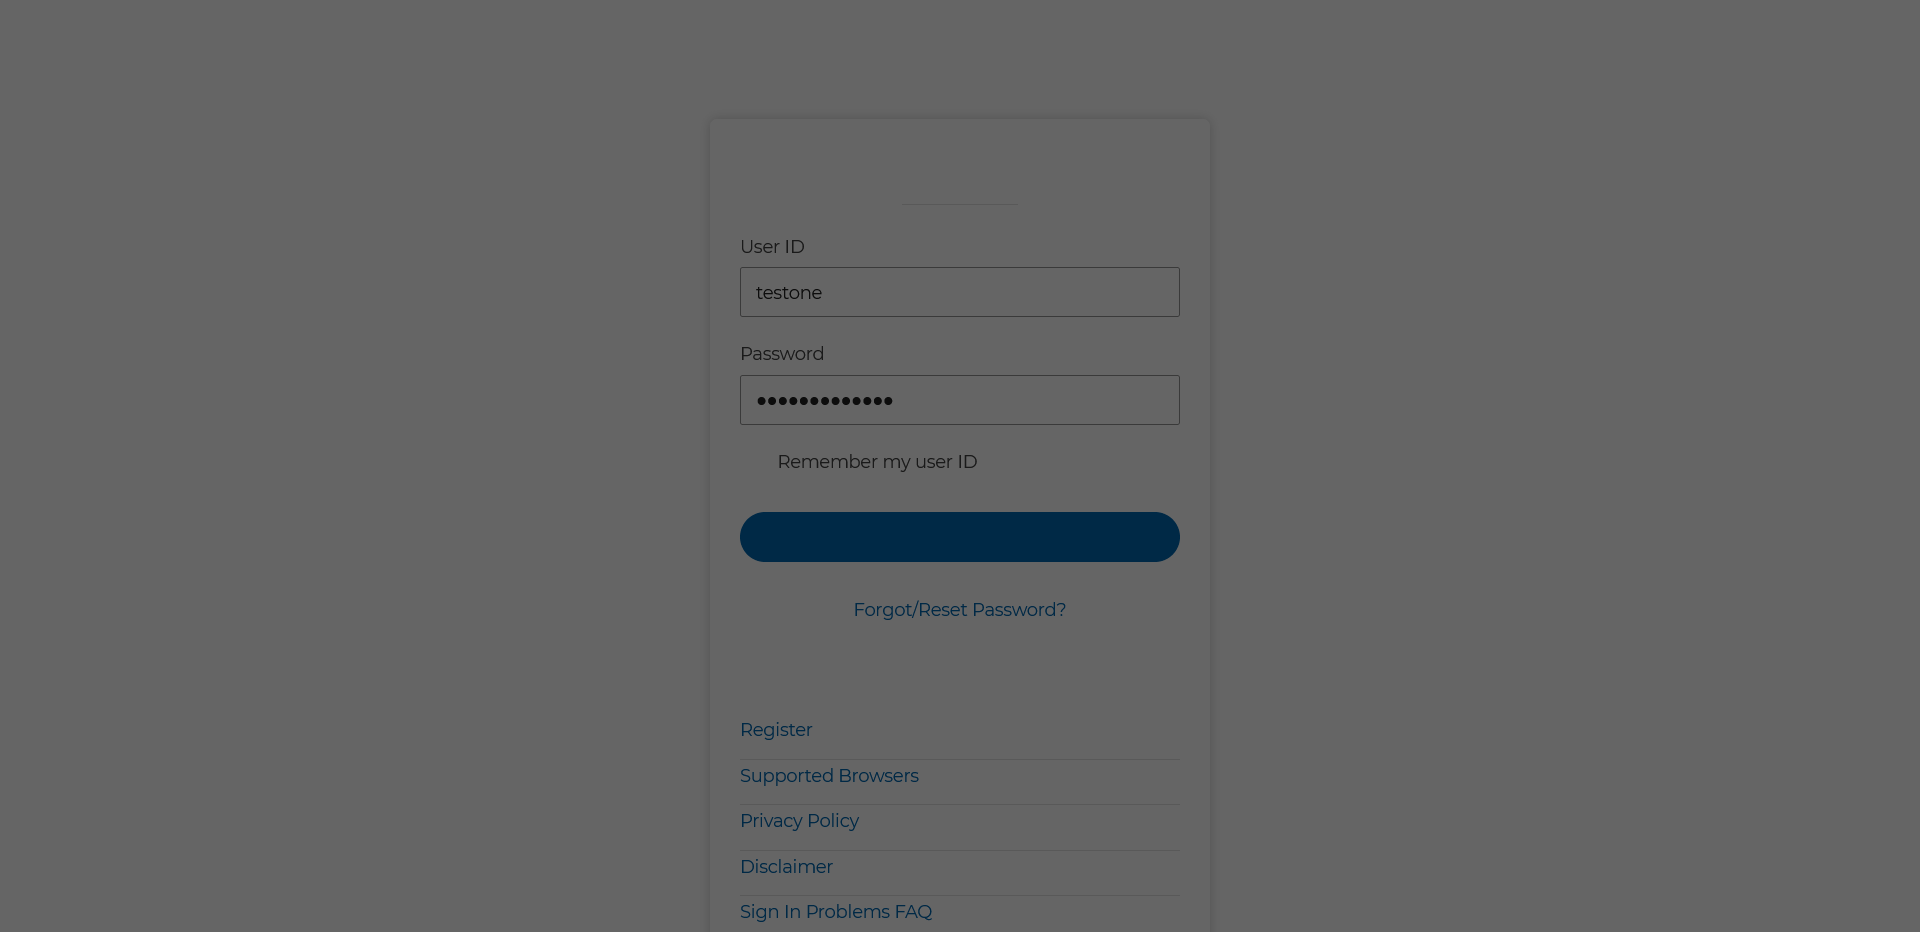 User ID
testone
Password
•••••••••••••
Remember my user ID
Forgot/Reset Password?
Register
Supported Browsers
Privacy Policy
Disclaimer
Sign In Problems FAQ